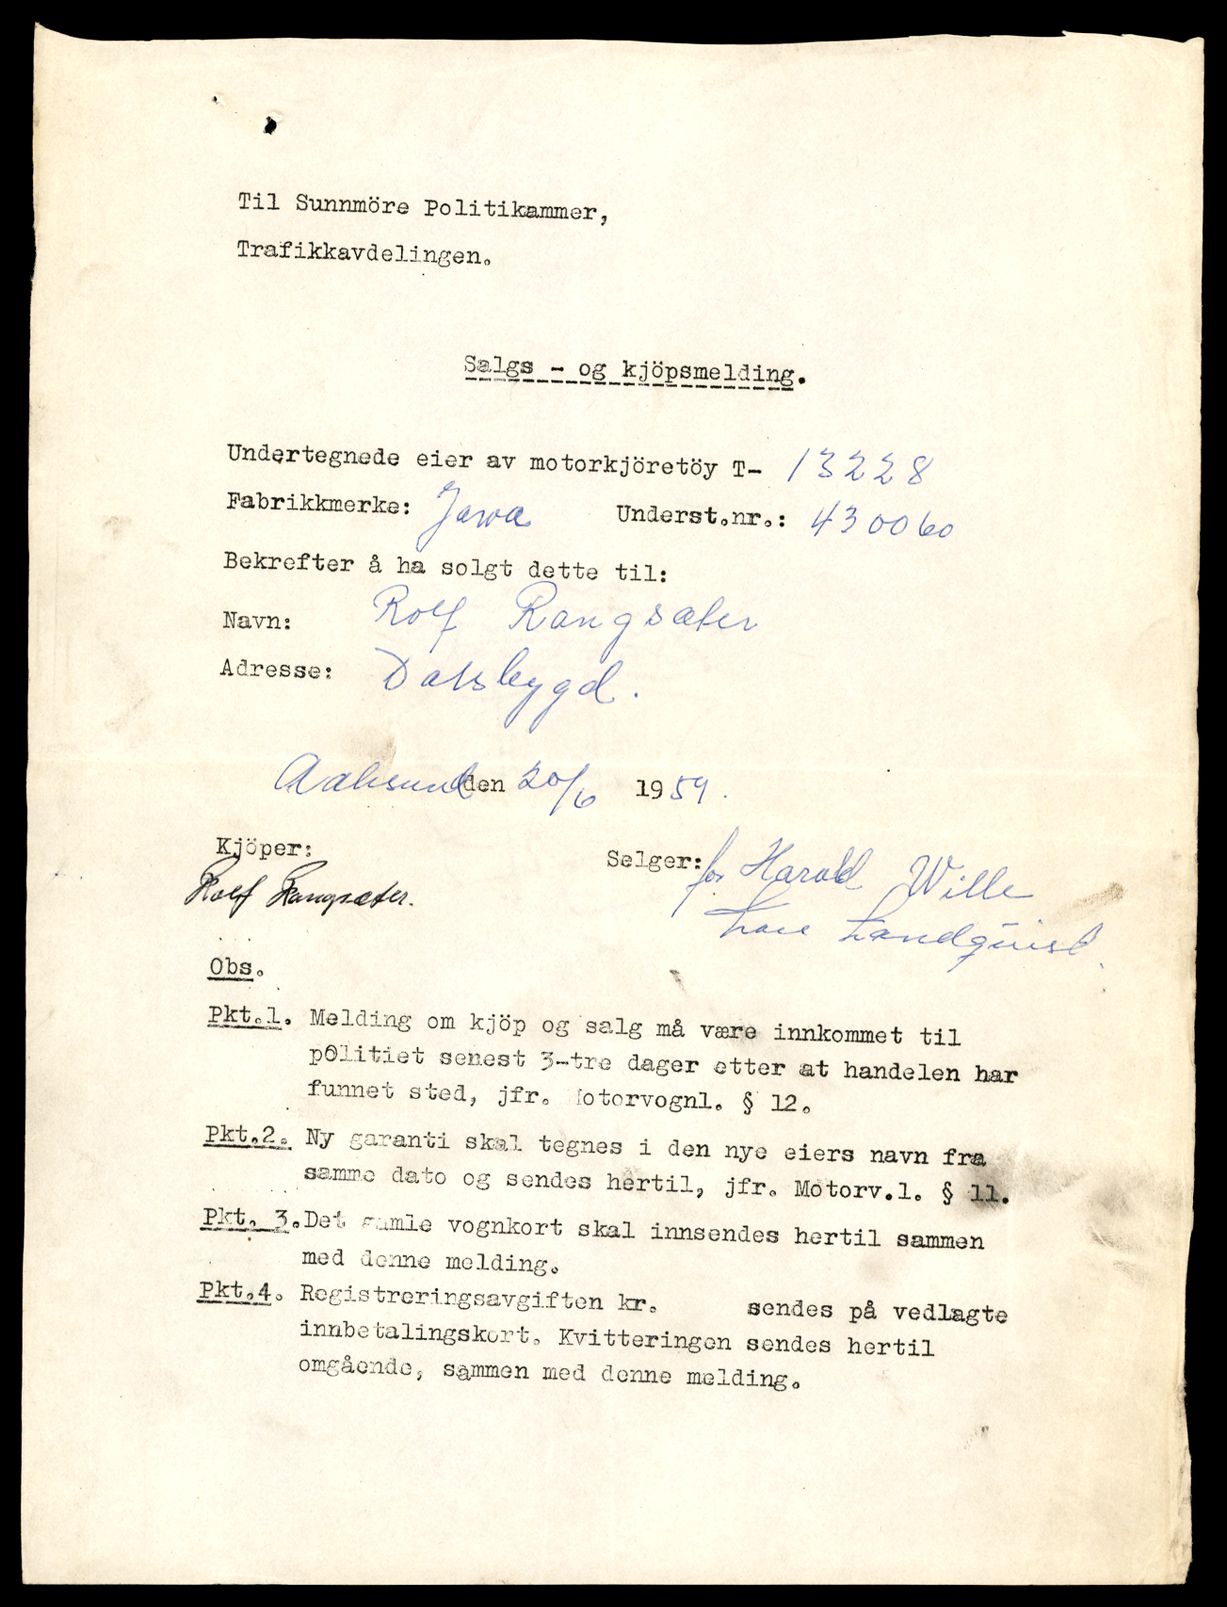 Til Sunnmöre Politikammer,
Trafikkavdelingen.
Salgs - og kjöpsmelding.
Undertegnede eier av motorkjöretöy T- 13228
Fabrikkmerke: Jawa Underst.nr.: 430060
Bekrefter å ha solgt dette til:
Navn: Rolf Rangsæter
Adresse: Dalsbygd.
Aalesund den 20/6 1959.
Kjöper: Selger: for Harold Wille
Rolf Rangsæter. Landquist.
Obs.
Pkt.1. Melding om kjöp og salg må være innkommet til
pOlitiet senest 3-tre dager etter at handelen har
funnet sted, jfr. Motorvognl. § 12.
Pkt.2. Ny garanti skal tegnes i den nye eiers navn fra
samme dato og sendes hertil, jfr. Motorv.l. § 11.
Pkt. 3. Det gamle vognkort skal innsendes hertil sammen
med denne melding.
Pkt.4. Registreringsavgiften kr. sendes på vedlagte
innbetalingskort. Kvitteringen sendes hertil
omgående, sammen med denne melding.